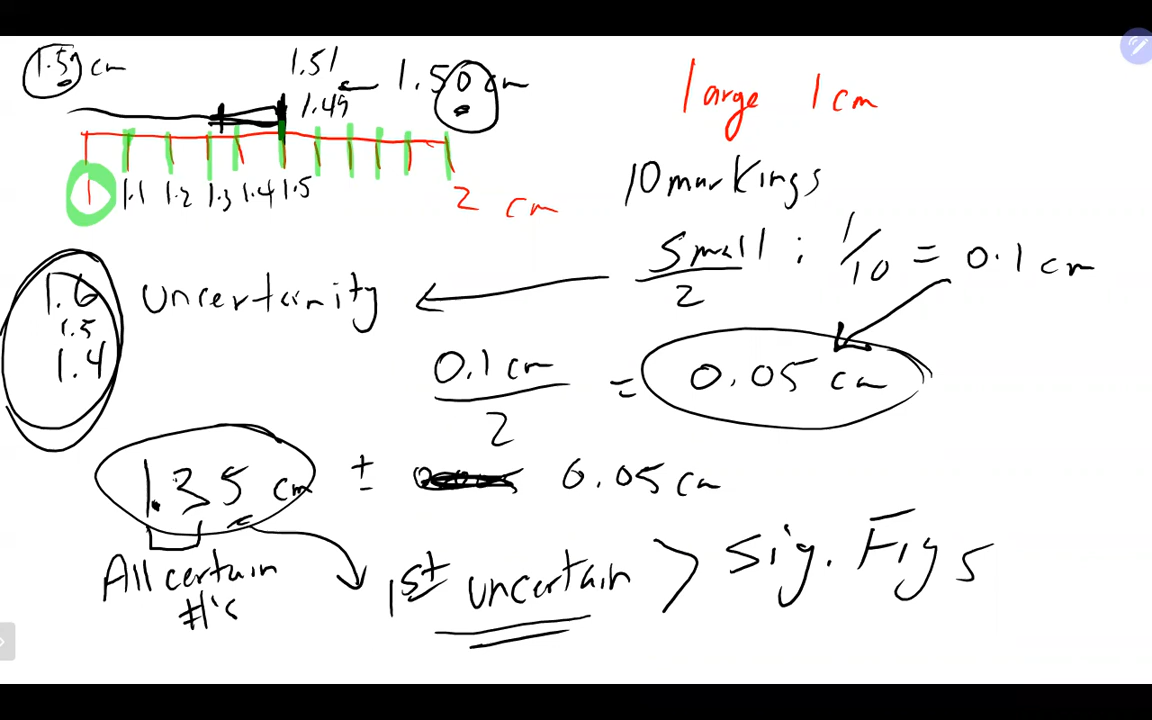 1.50 cm
1.51
1.49
1.50 cm
large 1 cm
1 1.1 1.2 1.3 1.4 1.5 2 cm
10 markings
small : 1/10 = 0.1 cm
2
1.6
1.5
1.4
Uncerternity
0.1 cm
2
= 0.05 cm
1.35 cm ± 0.05 cm
All certain
#'s
1st uncertain > Sig. Figs